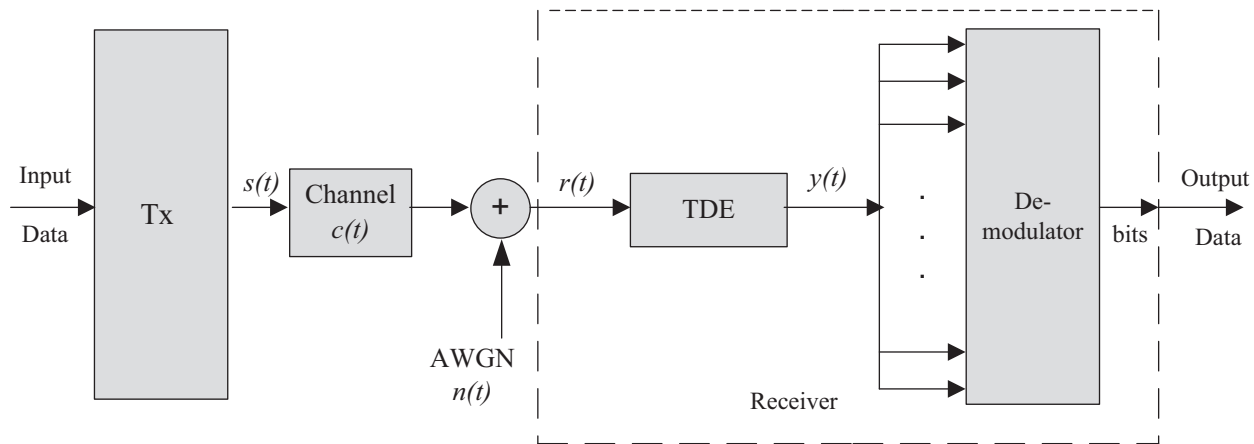 Input
Data
Tx
s(t)
Channel
c(t)
+
AWGN
n(t)
r(t)
TDE
y(t)
.
.
.
De-
modulator
bits
Output
Data
Receiver